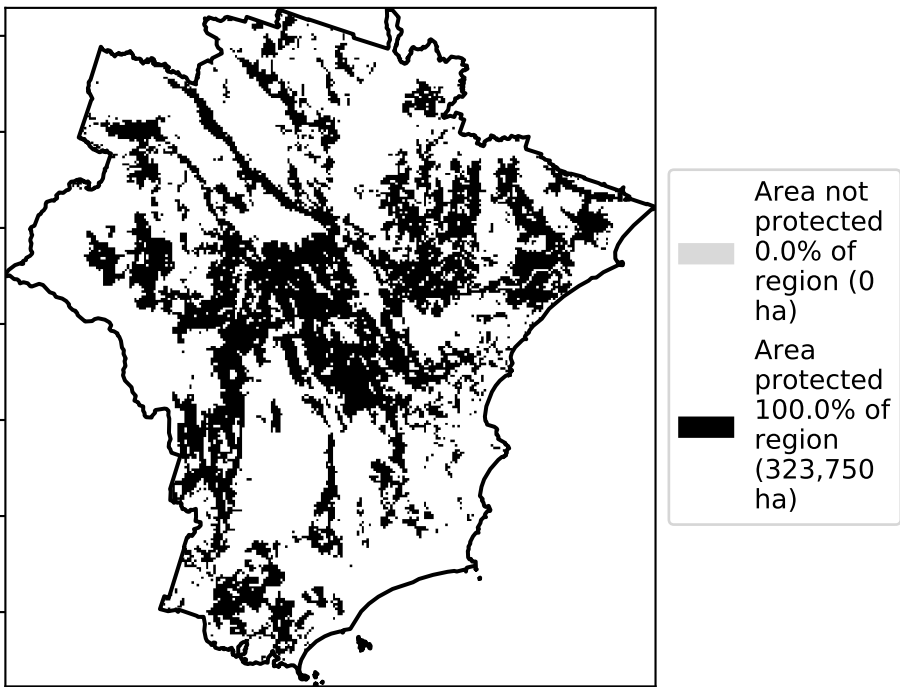 Area not
protected
0.0% of
region (0
ha)
Area
protected
100.0% of
region
(323,750
ha)